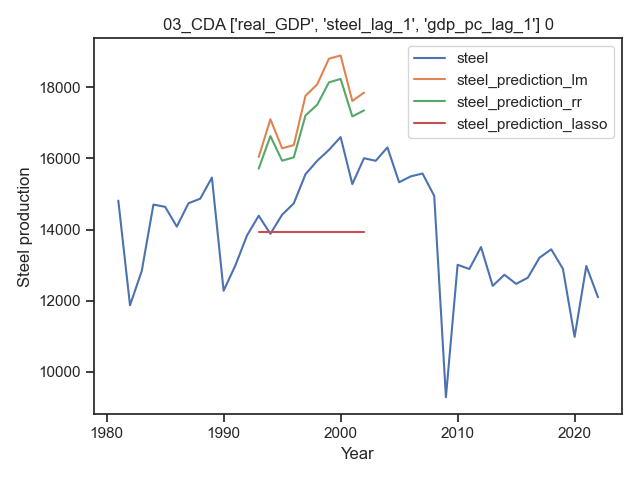 03_CDA ['real_GDP', 'steel_lag_1', 'gdp_pc_lag_1'] 0
steel
steel_prediction_lm
steel_prediction_rr
steel_prediction_lasso
Steel production
18000
16000
14000
12000
10000
1980 1990 2000 2010 2020
Year